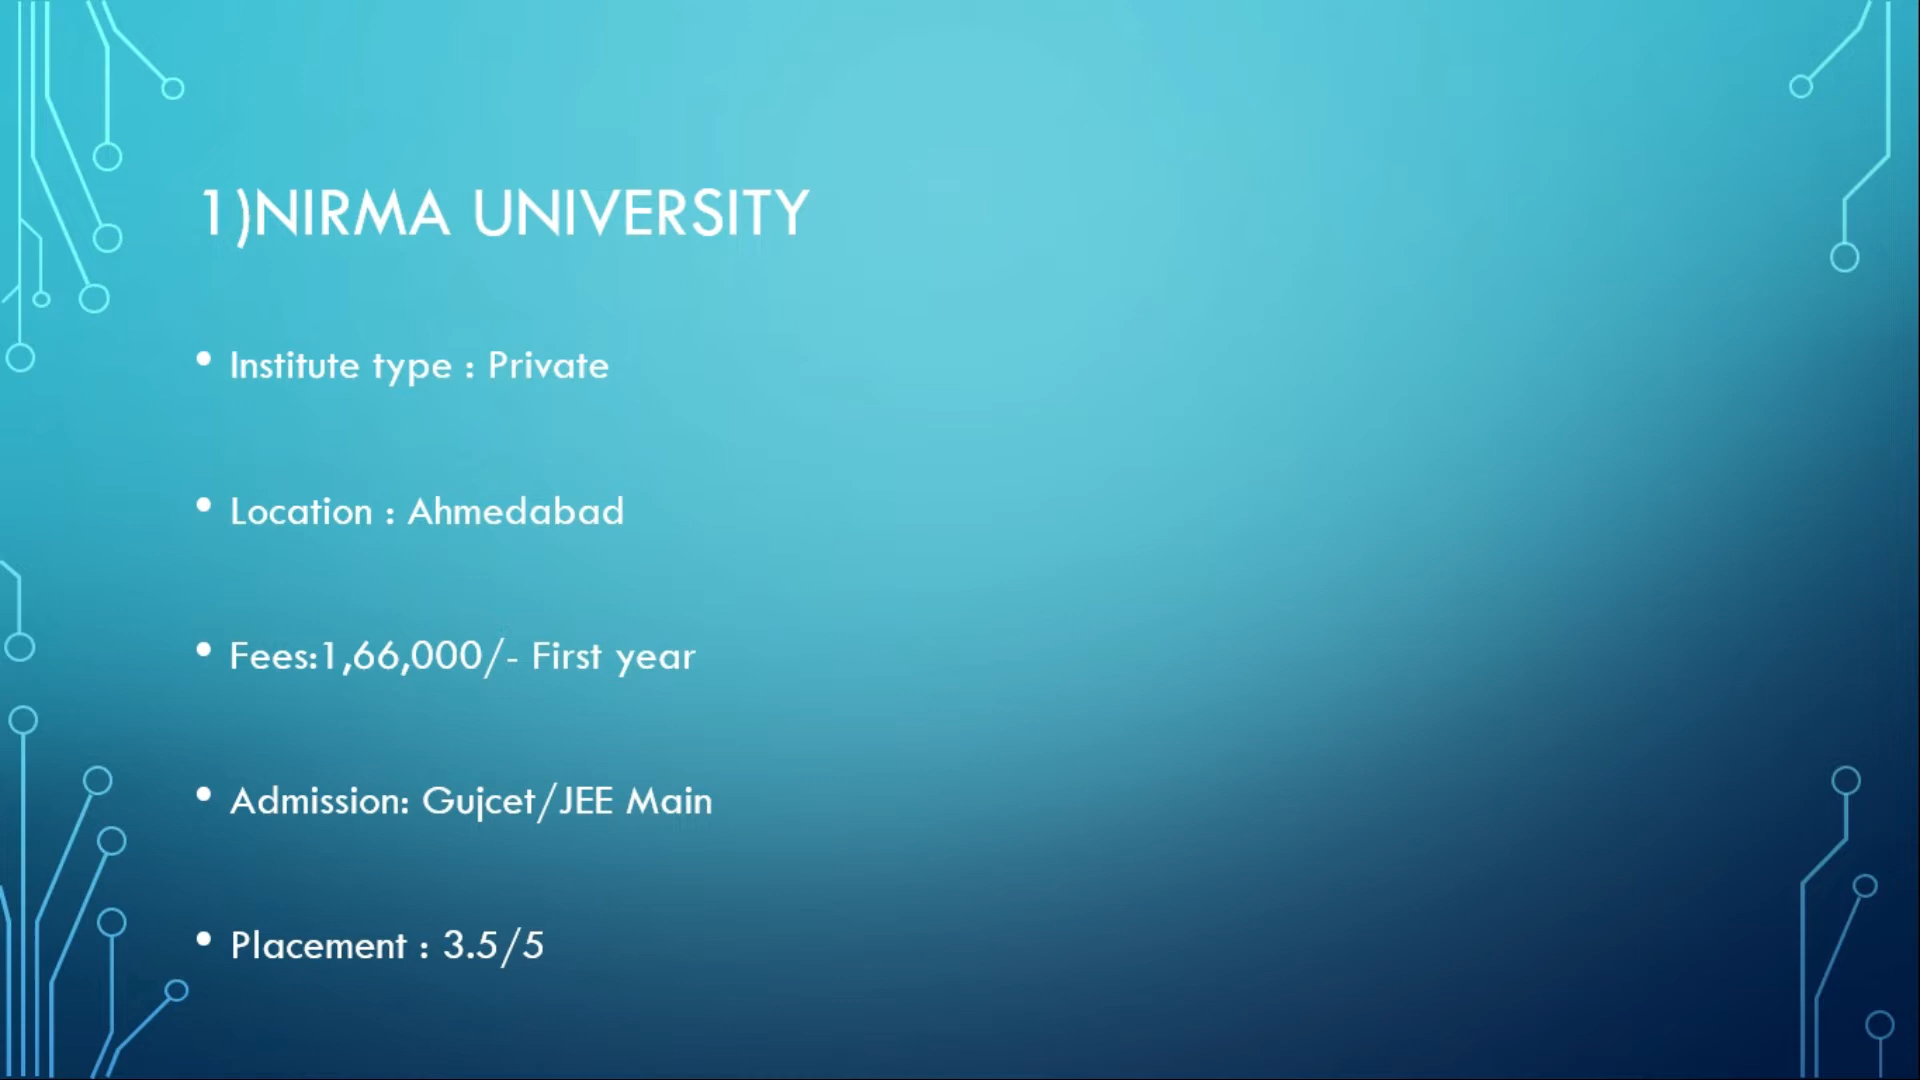 1)NIRMA UNIVERSITY
• Institute type : Private
• Location : Ahmedabad
• Fees:1,66,000/- First year
• Admission: Gujcet/JEE Main
• Placement : 3.5/5